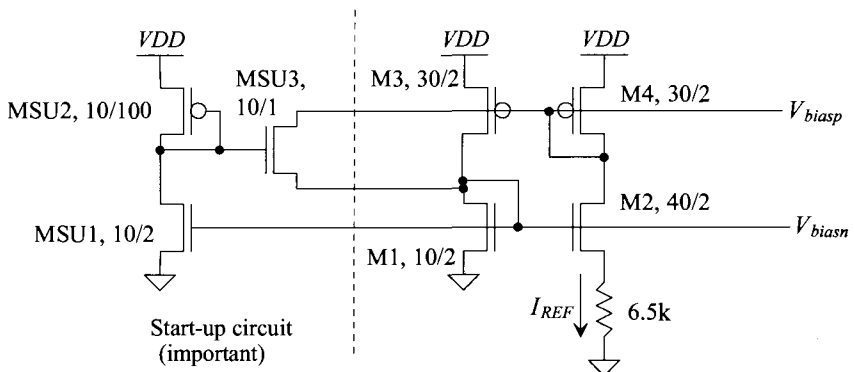 VDD
VDD
VDD
MSU3,
10/1
M3, 30/2
M4, 30/2
MSU2, 10/100
V_biasp
M2, 40/2
MSU1, 10/2
M1, 10/2
V_biasn
I_REF
6.5k
Start-up circuit
(important)